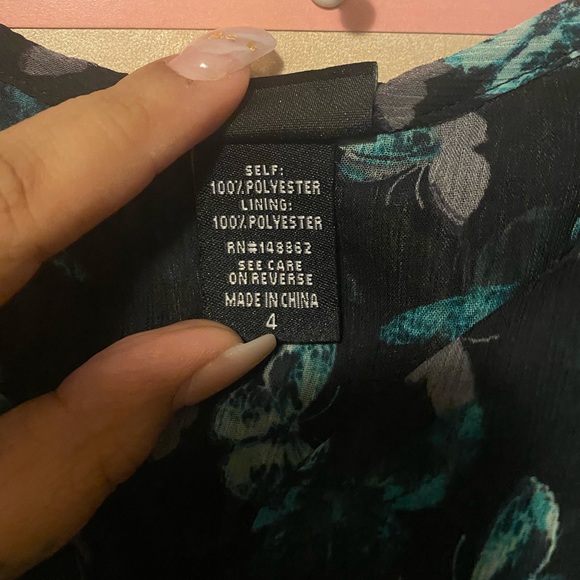 SELF:
100% POLYESTER
LINING:
100% POLYESTER
RN#148862
SEE CARE
ON REVERSE
MADE IN CHINA
4